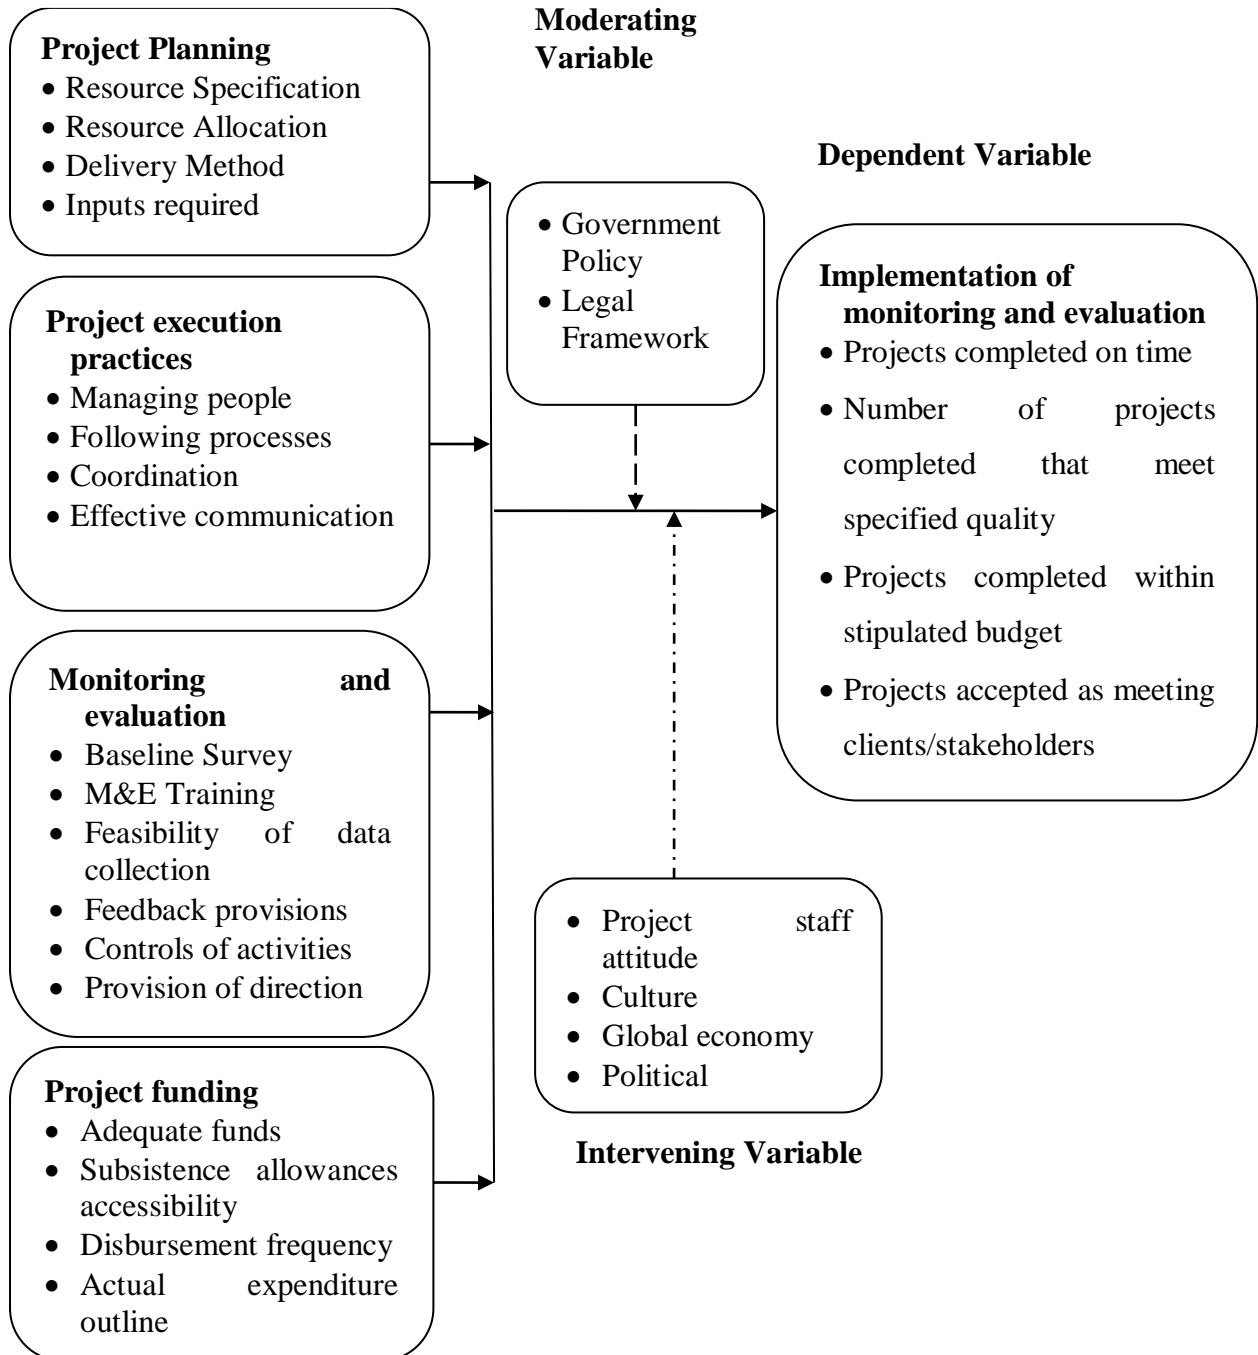 Project Planning
• Resource Specification
• Resource Allocation
• Delivery Method
• Inputs required
Project execution
practices
• Managing people
• Following processes
• Coordination
• Effective communication
Monitoring and
evaluation
• Baseline Survey
• M&E Training
• Feasibility of data
collection
• Feedback provisions
• Controls of activities
• Provision of direction
Project funding
• Adequate funds
• Subsistence allowances
accessibility
• Disbursement frequency
• Actual expenditure
outline
Moderating
Variable
• Government
Policy
• Legal
Framework
• Project staff
attitude
• Culture
• Global economy
• Political
Intervening Variable
Dependent Variable
Implementation of
monitoring and evaluation
• Projects completed on time
• Number of projects
completed that meet
specified quality
• Projects completed within
stipulated budget
• Projects accepted as meeting
clients/stakeholders